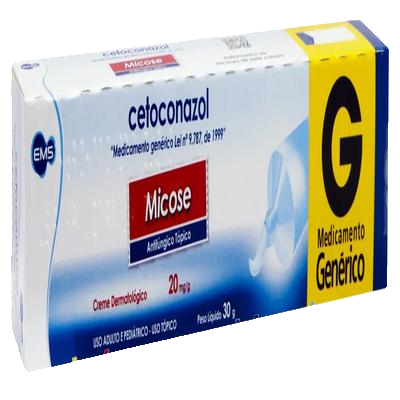 Micose
EMS
cetoconazol
"Medicamento genérico Lei nº 9.787, de 1999"
Micose
Antifúngico Tópico
Creme Dermatológico
20 mg/g
USO ADULTO E PEDIÁTRICO - USO TÓPICO
Peso Líquido 30 g
G
Medicamento
Genérico